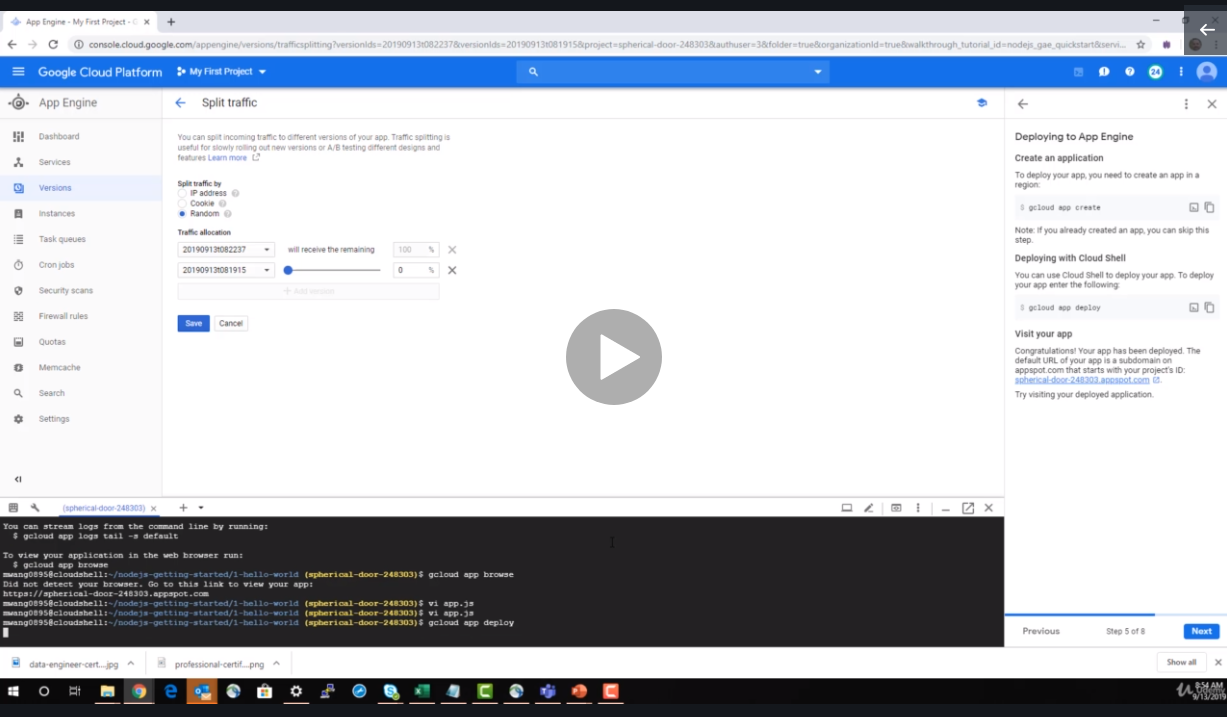 App Engine - My First Project - G
console.cloud.google.com/appengine/versions/trafficsplitting?versionIds=20190913t082237&versionIds=20190913t081915&project=spherical-door-248303&authuser=3&folder=true&organizationId=true&walkthrough_tutorial_id=nodejs_gae_quickstart&servi...
Google Cloud Platform
My First Project
24
App Engine
Dashboard
Services
Versions
Instances
Task queues
Cron jobs
Security scans
Firewall rules
Quotas
Memcache
Search
Settings
Split traffic
You can split incoming traffic to different versions of your app. Traffic splitting is
useful for slowly rolling out new versions or A/B testing different designs and
features Learn more
Split traffic by
IP address
Cookie
Random
Traffic allocation
20190913t082237 will receive the remaining 100 %
20190913t081915 0 %
+ Add version
Save Cancel
Deploying to App Engine
Create an application
To deploy your app, you need to create an app in a
region:
$ gcloud app create
Note: If you already created an app, you can skip this
step.
Deploying with Cloud Shell
You can use Cloud Shell to deploy your app. To deploy
your app enter the following:
$ gcloud app deploy
Visit your app
Congratulations! Your app has been deployed. The
default URL of your app is a subdomain on
appspot.com that starts with your project's ID:
spherical-door-248303.appspot.com.
Try visiting your deployed application.
Previous Step 5 of 8 Next
(spherical-door-248303)
You can stream logs from the command line by running:
$ gcloud app logs tail -s default
To view your application in the web browser run:
$ gcloud app browse
mwang0895@cloudshell:~/nodejs-getting-started/1-hello-world (spherical-door-248303)$ gcloud app browse
Did not detect your browser. Go to this link to view your app:
https://spherical-door-248303.appspot.com
mwang0895@cloudshell:~/nodejs-getting-started/1-hello-world (spherical-door-248303)$ vi app.js
mwang0895@cloudshell:~/nodejs-getting-started/1-hello-world (spherical-door-248303)$ vi app.js
mwang0895@cloudshell:~/nodejs-getting-started/1-hello-world (spherical-door-248303)$ gcloud app deploy
data-engineer-cert....jpg
professional-certif....png
Show all
8:54 AM
9/13/2019